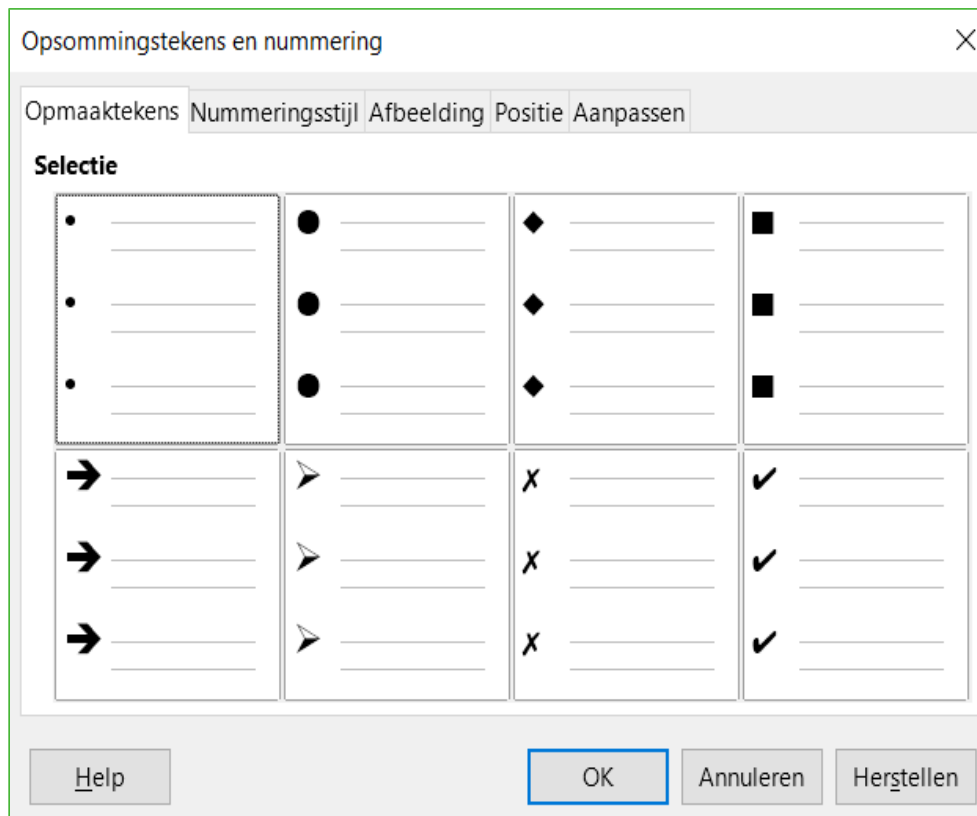 Opsommingstekens en nummering
Opmaaktekens Nummeringsstijl Afbeelding Positie Aanpassen
Selectie
Help OK Annuleren Herstellen